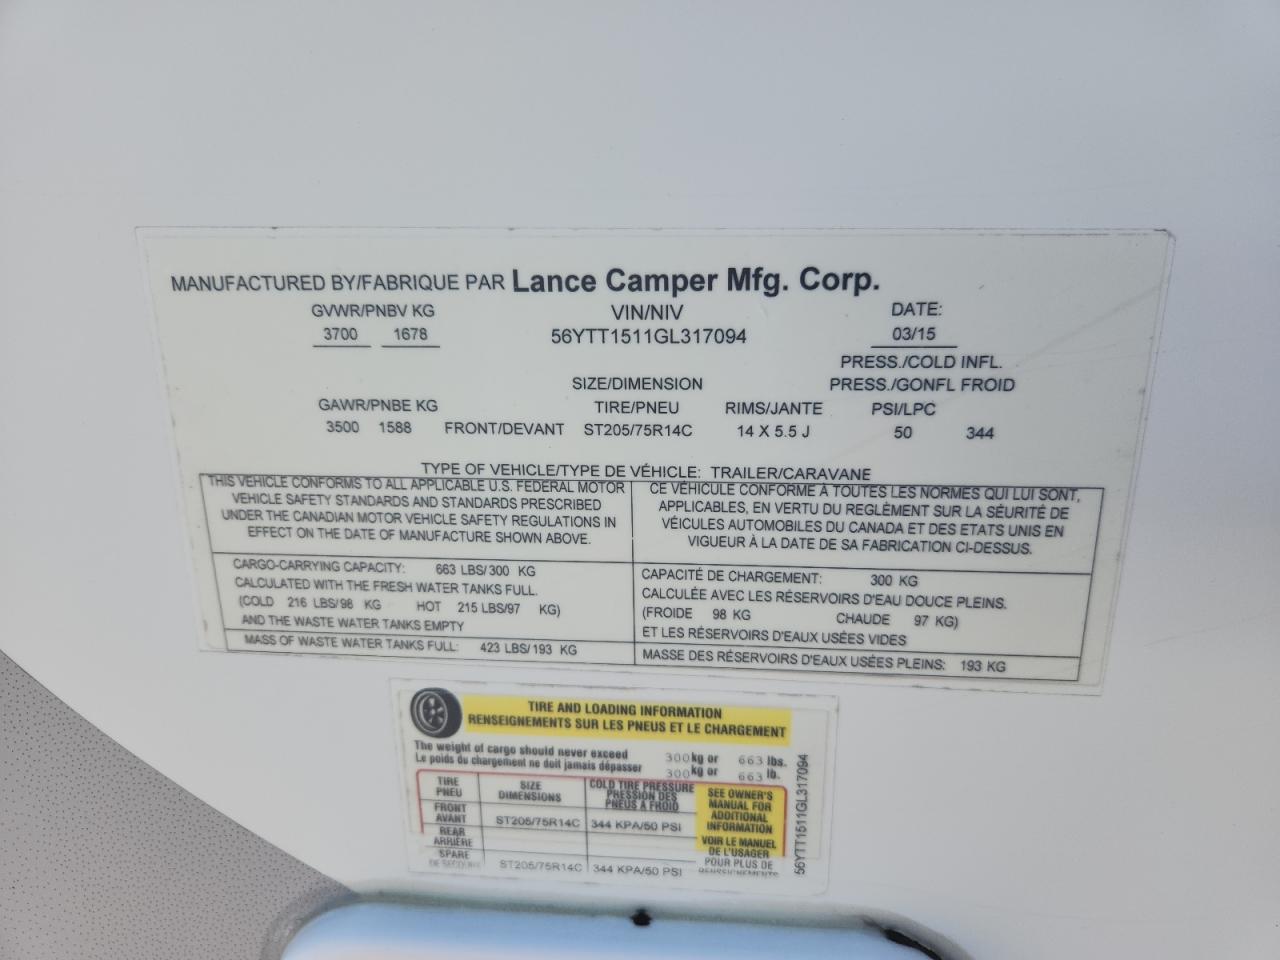 MANUFACTURED BY/FABRIQUE PAR Lance Camper Mfg. Corp.
GVWR/PNBV KG VIN/NIV DATE:
3700 1678 56YTT1511GL317094 03/15
PRESS./COLD INFL.
SIZE/DIMENSION PRESS./GONFL FROID
GAWR/PNBE KG TIRE/PNEU RIMS/JANTE PSI/LPC
3500 1588 FRONT/DEVANT ST205/75R14C 14 X 5.5 J 50 344
TYPE OF VEHICLE/TYPE DE VÉHICLE: TRAILER/CARAVANE
THIS VEHICLE CONFORMS TO ALL APPLICABLE U.S. FEDERAL MOTOR
VEHICLE SAFETY STANDARDS AND STANDARDS PRESCRIBED
UNDER THE CANADIAN MOTOR VEHICLE SAFETY REGULATIONS IN
EFFECT ON THE DATE OF MANUFACTURE SHOWN ABOVE.
CE VÉHICULE CONFORME À TOUTES LES NORMES QUI LUI SONT,
APPLICABLES, EN VERTU DU REGLÈMENT SUR LA SÉURITÉ DE
VÉICULES AUTOMOBILES DU CANADA ET DES ETATS UNIS EN
VIGUEUR À LA DATE DE SA FABRICATION CI-DESSUS.
CARGO-CARRYING CAPACITY: 663 LBS/300 KG
CALCULATED WITH THE FRESH WATER TANKS FULL.
(COLD 216 LBS/98 KG HOT 215 LBS/97 KG)
AND THE WASTE WATER TANKS EMPTY
MASS OF WASTE WATER TANKS FULL: 423 LBS/193 KG
CAPACITÉ DE CHARGEMENT: 300 KG
CALCULÉE AVEC LES RÉSERVOIRS D'EAU DOUCE PLEINS.
(FROIDE 98 KG CHAUDE 97 KG)
ET LES RÉSERVOIRS D'EAUX USÉES VIDES
MASSE DES RÉSERVOIRS D'EAUX USÉES PLEINS: 193 KG
TIRE AND LOADING INFORMATION
RENSEIGNEMENTS SUR LES PNEUS ET LE CHARGEMENT
The weight of cargo should never exceed 300 kg or 663 lbs.
Le poids du chargement ne doit jamais dépasser 300 kg or 663 lb.
TIRE SIZE COLD TIRE PRESSURE
PNEU DIMENSIONS PRESSION DES
PNEUS A FROID
FRONT
AVANT ST205/75R14C 344 KPA/50 PSI
REAR
ARRIÈRE
SPARE
DE SECOURS ST205/75R14C 344 KPA/50 PSI
SEE OWNER'S
MANUAL FOR
ADDITIONAL
INFORMATION
VOIR LE MANUEL
DE L'USAGER
POUR PLUS DE
RENSEIGNEMENTS
56YTT1511GL317094